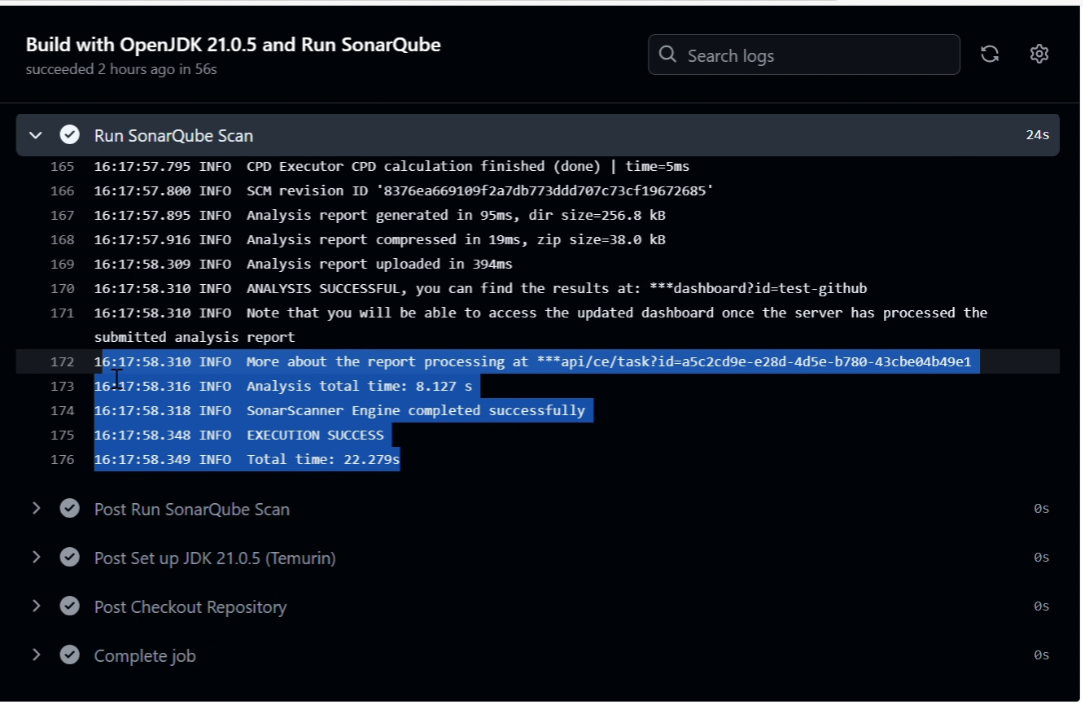 Build with OpenJDK 21.0.5 and Run SonarQube
succeeded 2 hours ago in 56s
Search logs
Run SonarQube Scan 24s
165 16:17:57.795 INFO CPD Executor CPD calculation finished (done) | time=5ms
166 16:17:57.800 INFO SCM revision ID '8376ea669109f2a7db773ddd707c73cf19672685'
167 16:17:57.895 INFO Analysis report generated in 95ms, dir size=256.8 kB
168 16:17:57.916 INFO Analysis report compressed in 19ms, zip size=38.0 kB
169 16:17:58.309 INFO Analysis report uploaded in 394ms
170 16:17:58.310 INFO ANALYSIS SUCCESSFUL, you can find the results at: ***dashboard?id=test-github
171 16:17:58.310 INFO Note that you will be able to access the updated dashboard once the server has processed the
submitted analysis report
172 16:17:58.310 INFO More about the report processing at ***api/ce/task?id=a5c2cd9e-e28d-4d5e-b780-43cbe04b49e1
173 16:17:58.316 INFO Analysis total time: 8.127 s
174 16:17:58.318 INFO SonarScanner Engine completed successfully
175 16:17:58.348 INFO EXECUTION SUCCESS
176 16:17:58.349 INFO Total time: 22.279s
Post Run SonarQube Scan 0s
Post Set up JDK 21.0.5 (Temurin) 0s
Post Checkout Repository 0s
Complete job 0s